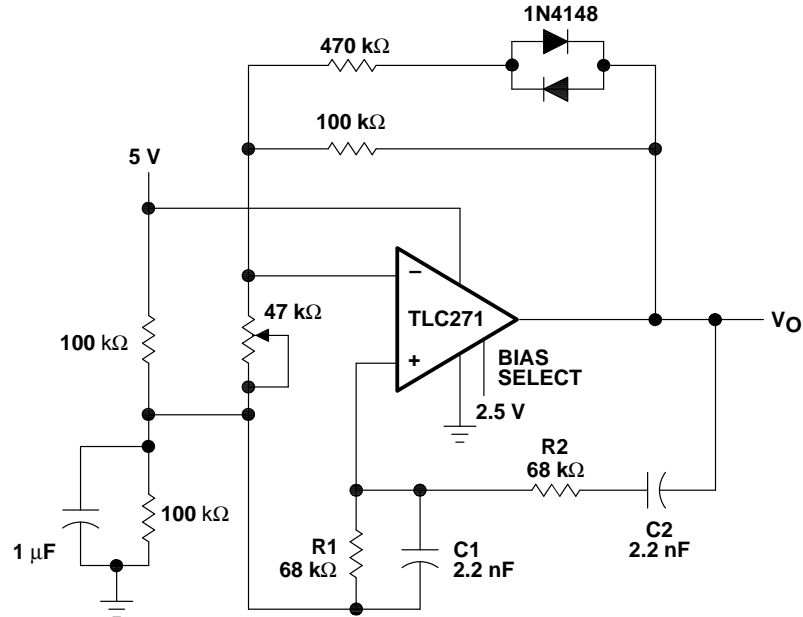 1N4148
470 kΩ
100 kΩ
5 V
47 kΩ
−
TLC271
+
VO
100 kΩ
BIAS
SELECT
2.5 V
R2
68 kΩ
100 kΩ
1 µF
R1
68 kΩ
C1
2.2 nF
C2
2.2 nF